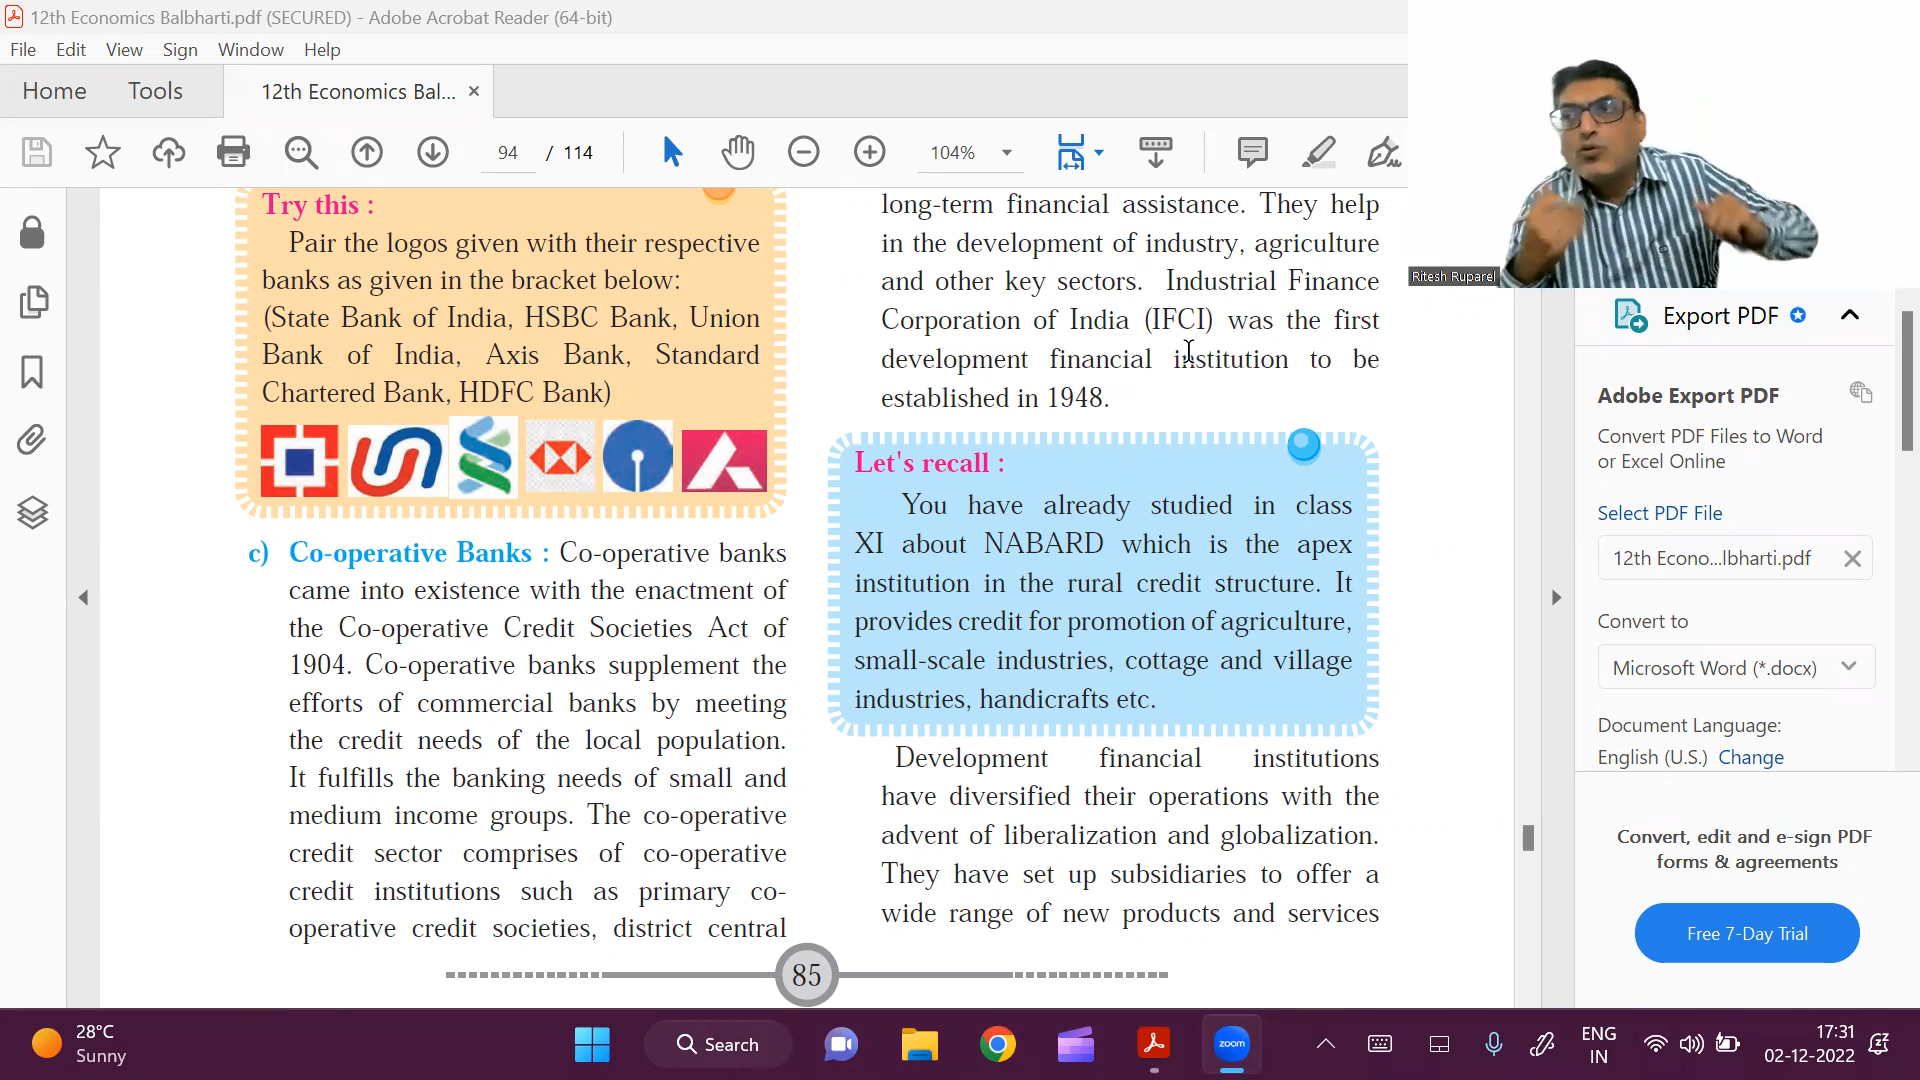 12th Economics Balbharti.pdf (SECURED) - Adobe Acrobat Reader (64-bit)
File Edit View Sign Window Help
Home Tools 12th Economics Bal... ×
94 / 114 104%
Try this :
Pair the logos given with their respective
banks as given in the bracket below:
(State Bank of India, HSBC Bank, Union
Bank of India, Axis Bank, Standard
Chartered Bank, HDFC Bank)
c) Co-operative Banks : Co-operative banks
came into existence with the enactment of
the Co-operative Credit Societies Act of
1904. Co-operative banks supplement the
efforts of commercial banks by meeting
the credit needs of the local population.
It fulfills the banking needs of small and
medium income groups. The co-operative
credit sector comprises of co-operative
credit institutions such as primary co-
operative credit societies, district central
long-term financial assistance. They help
in the development of industry, agriculture
and other key sectors. Industrial Finance
Corporation of India (IFCI) was the first
development financial institution to be
established in 1948.
Let's recall :
You have already studied in class
XI about NABARD which is the apex
institution in the rural credit structure. It
provides credit for promotion of agriculture,
small-scale industries, cottage and village
industries, handicrafts etc.
Development financial institutions
have diversified their operations with the
advent of liberalization and globalization.
They have set up subsidiaries to offer a
wide range of new products and services
85
Ritesh Ruparel
Export PDF
Adobe Export PDF
Convert PDF Files to Word
or Excel Online
Select PDF File
12th Econo...lbharti.pdf
Convert to
Microsoft Word (*.docx)
Document Language:
English (U.S.) Change
Convert, edit and e-sign PDF
forms & agreements
Free 7-Day Trial
28°C
Sunny
Search
zoom
ENG
IN
17:31
02-12-2022